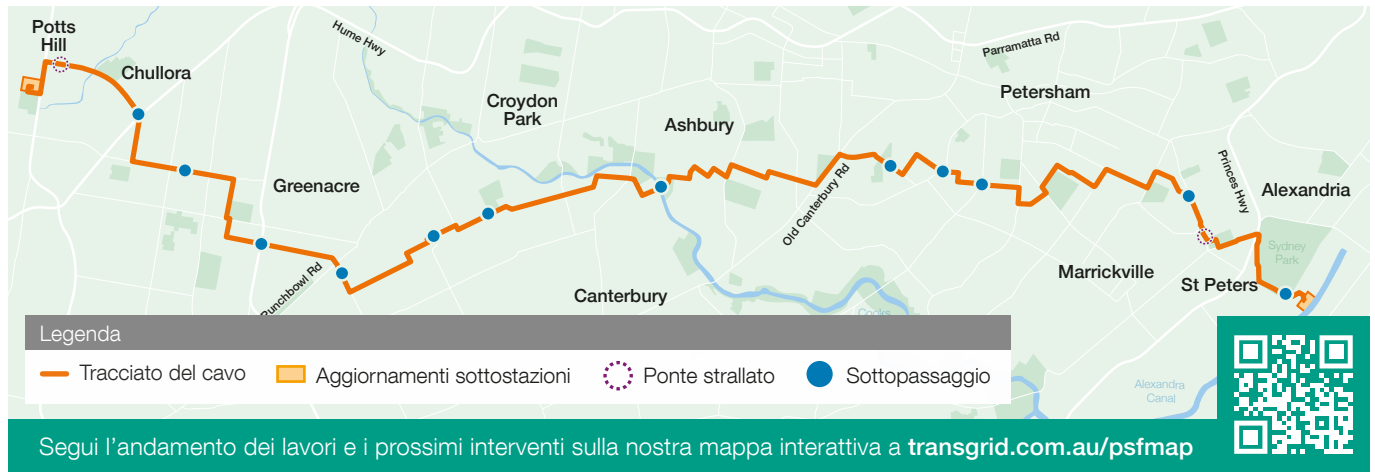 Potts
Hill
Chullora
Hume Hwy
Croydon
Park
Ashbury
Parramatta Rd
Petersham
Greenacre
Old Canterbury Rd
Princes Hwy
Alexandria
Sydney
Park
Punchbowl Rd
Canterbury
Marrickville
St Peters
Cooks
Legenda
Tracciato del cavo
Aggiornamenti sottostazioni
Ponte strallato
Sottopassaggio
Alexandra
Canal
Segui l’andamento dei lavori e i prossimi interventi sulla nostra mappa interattiva a transgrid.com.au/psfmap